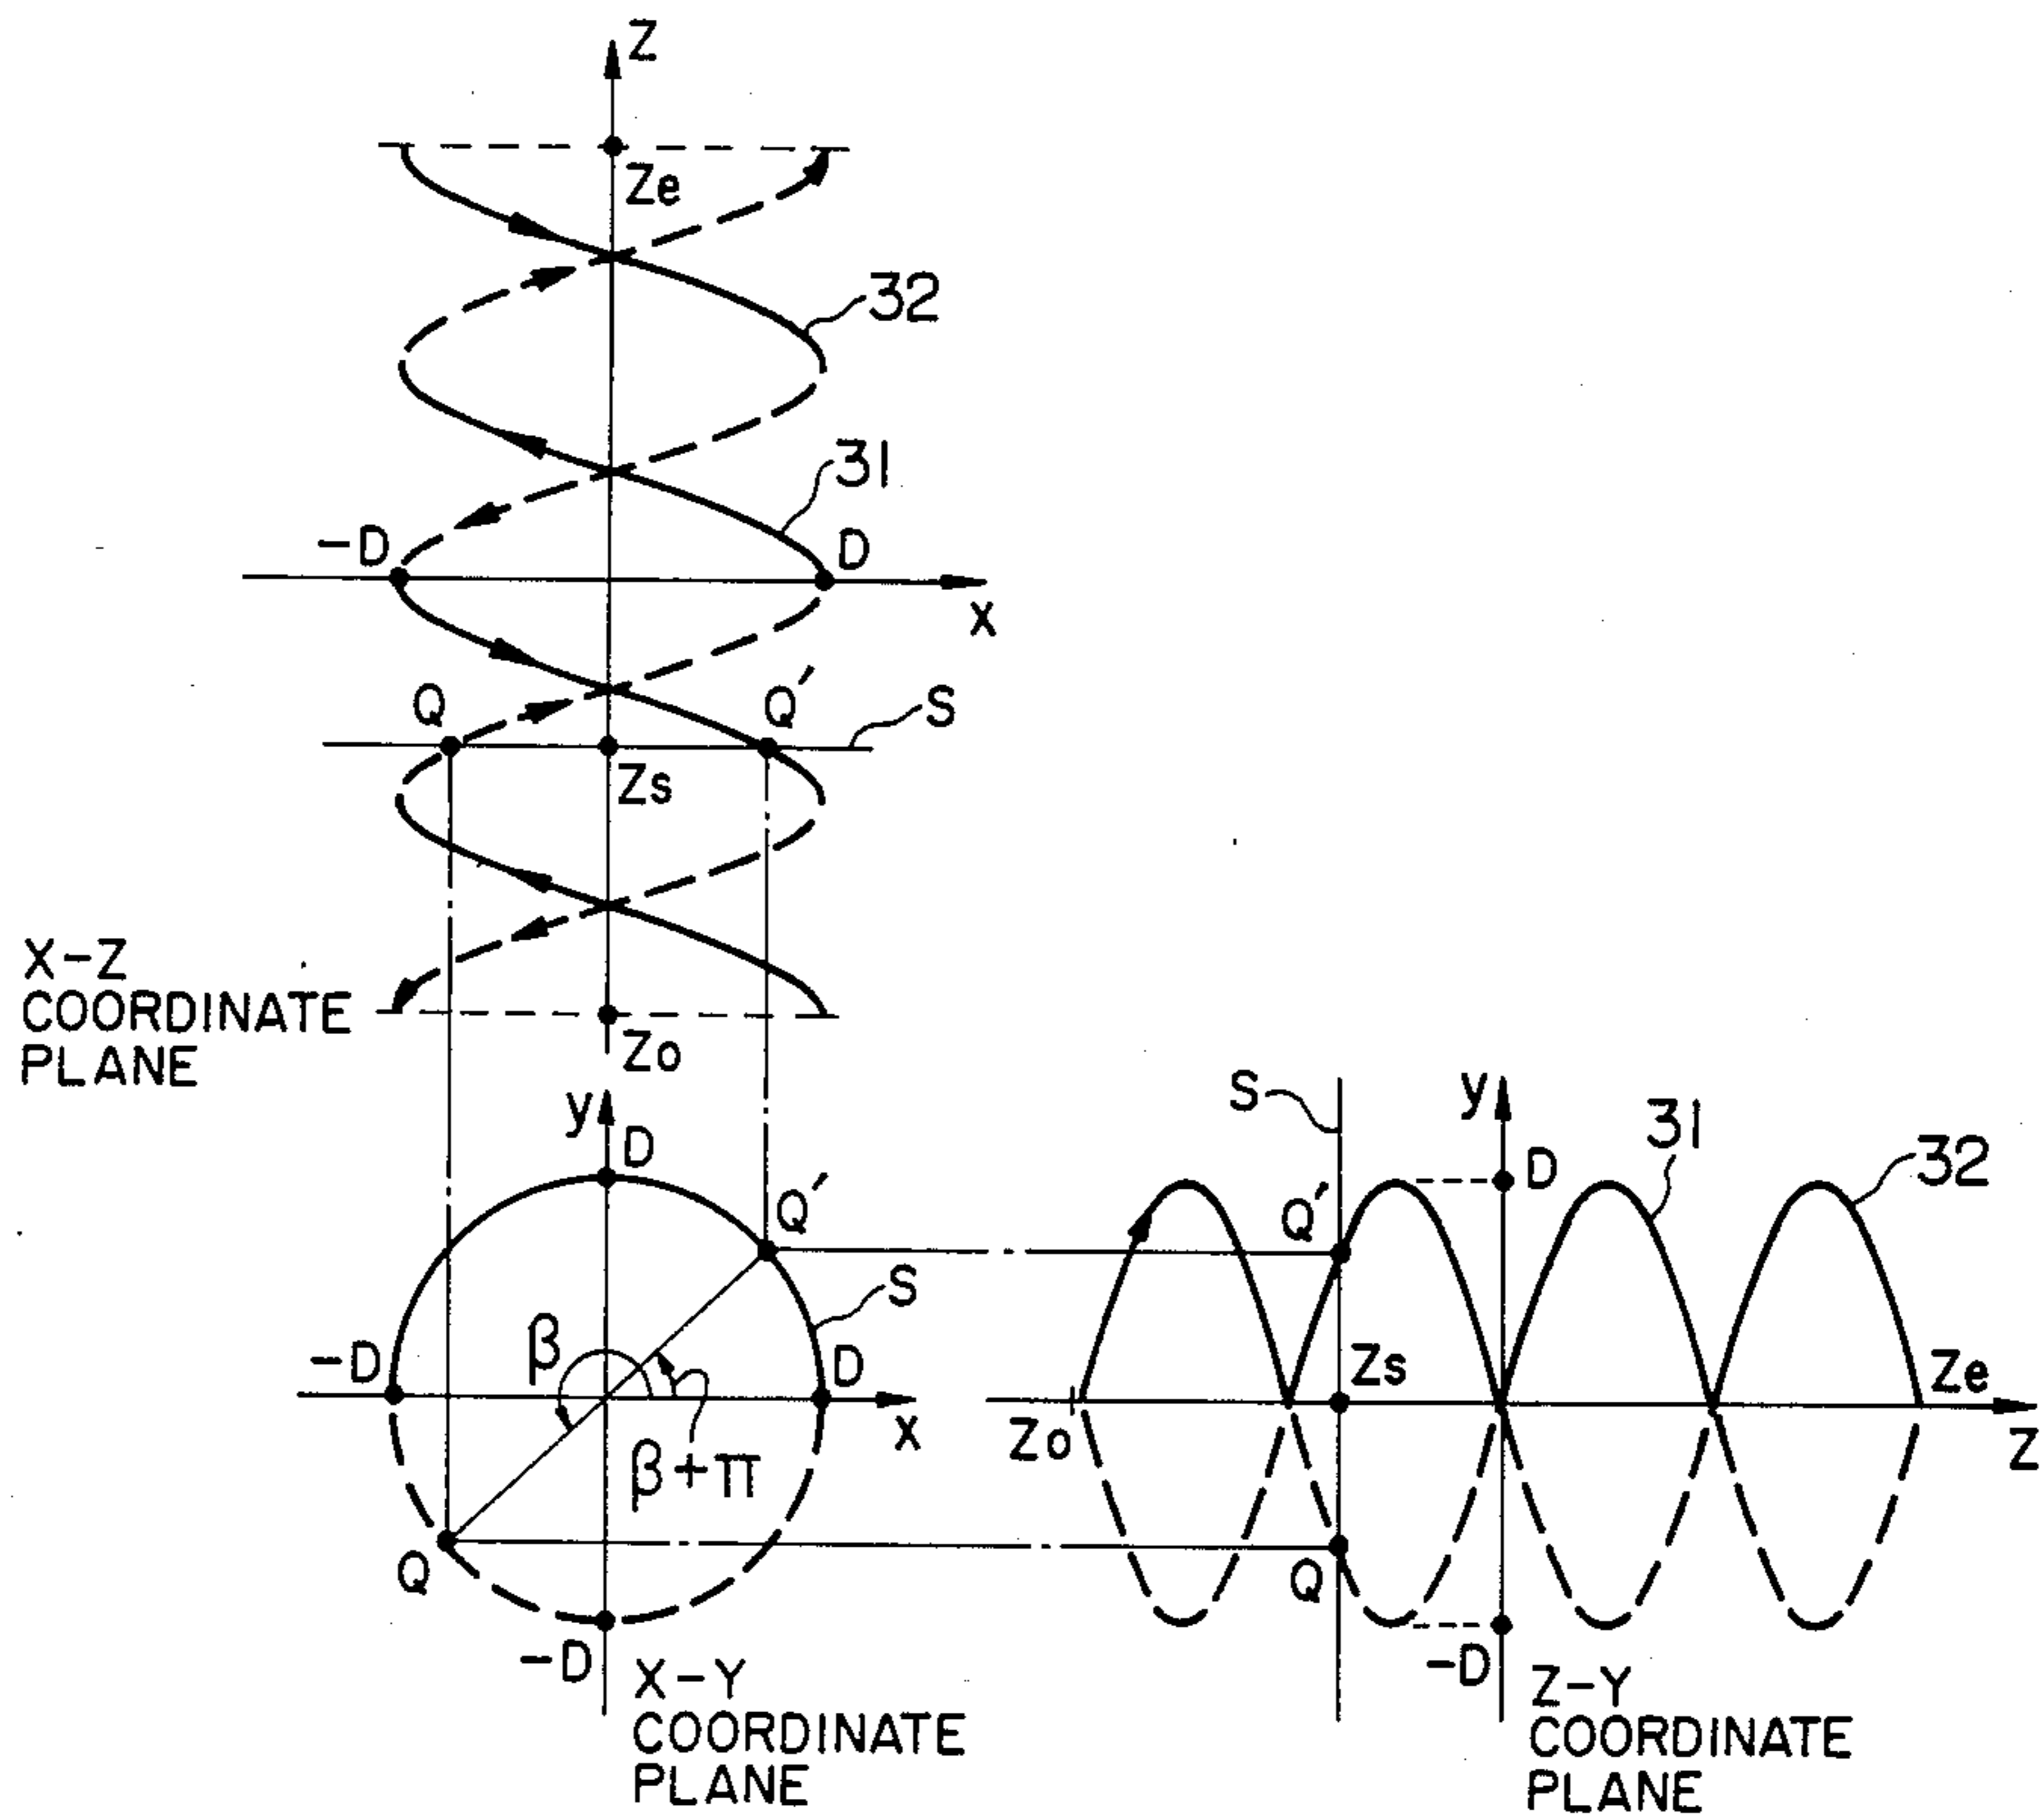 Z
Ze
32
31
-D
D
X
Q
Q'
S
Zs
X-Z
COORDINATE
PLANE
Zo
y
D
Q'
S
β
-D
D
x
β+π
Q
-D
X-Y
COORDINATE
PLANE
S
y
31
32
D
Q'
Zs
Ze
Zo
Z
Q
-D
Z-Y
COORDINATE
PLANE